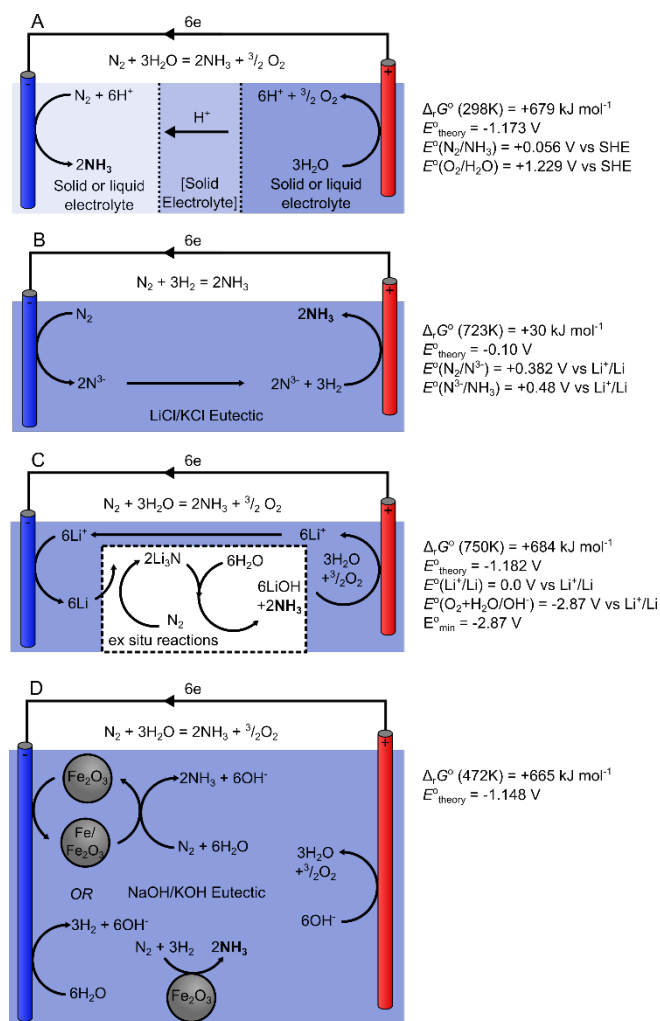 A
6e
N₂ + 3H₂O = 2NH₃ + ³/₂ O₂
-
+
N₂ + 6H⁺
6H⁺ + ³/₂ O₂
H⁺
2NH₃
3H₂O
Solid or liquid
electrolyte
[Solid
Electrolyte]
Solid or liquid
electrolyte
ΔᵣG° (298K) = +679 kJ mol⁻¹
E°theory = -1.173 V
E°(N₂/NH₃) = +0.056 V vs SHE
E°(O₂/H₂O) = +1.229 V vs SHE
B
6e
N₂ + 3H₂ = 2NH₃
-
+
N₂
2NH₃
2N³⁻
2N³⁻ + 3H₂
LiCl/KCl Eutectic
ΔᵣG° (723K) = +30 kJ mol⁻¹
E°theory = -0.10 V
E°(N₂/N³⁻) = +0.382 V vs Li⁺/Li
E°(N³⁻/NH₃) = +0.48 V vs Li⁺/Li
C
6e
N₂ + 3H₂O = 2NH₃ + ³/₂ O₂
-
+
6Li⁺
6Li⁺
2Li₃N
6H₂O
3H₂O
+³/₂O₂
6Li
6LiOH
+2NH₃
N₂
ex situ reactions
ΔᵣG° (750K) = +684 kJ mol⁻¹
E°theory = -1.182 V
E°(Li⁺/Li) = 0.0 V vs Li⁺/Li
E°(O₂+H₂O/OH⁻) = -2.87 V vs Li⁺/Li
E°min = -2.87 V
D
6e
N₂ + 3H₂O = 2NH₃ + ³/₂O₂
-
+
Fe₂O₃
2NH₃ + 6OH⁻
Fe/
Fe₂O₃
N₂ + 6H₂O
3H₂O
+³/₂O₂
OR
NaOH/KOH Eutectic
6OH⁻
3H₂ + 6OH⁻
N₂ + 3H₂
2NH₃
6H₂O
Fe₂O₃
ΔᵣG° (472K) = +665 kJ mol⁻¹
E°theory = -1.148 V